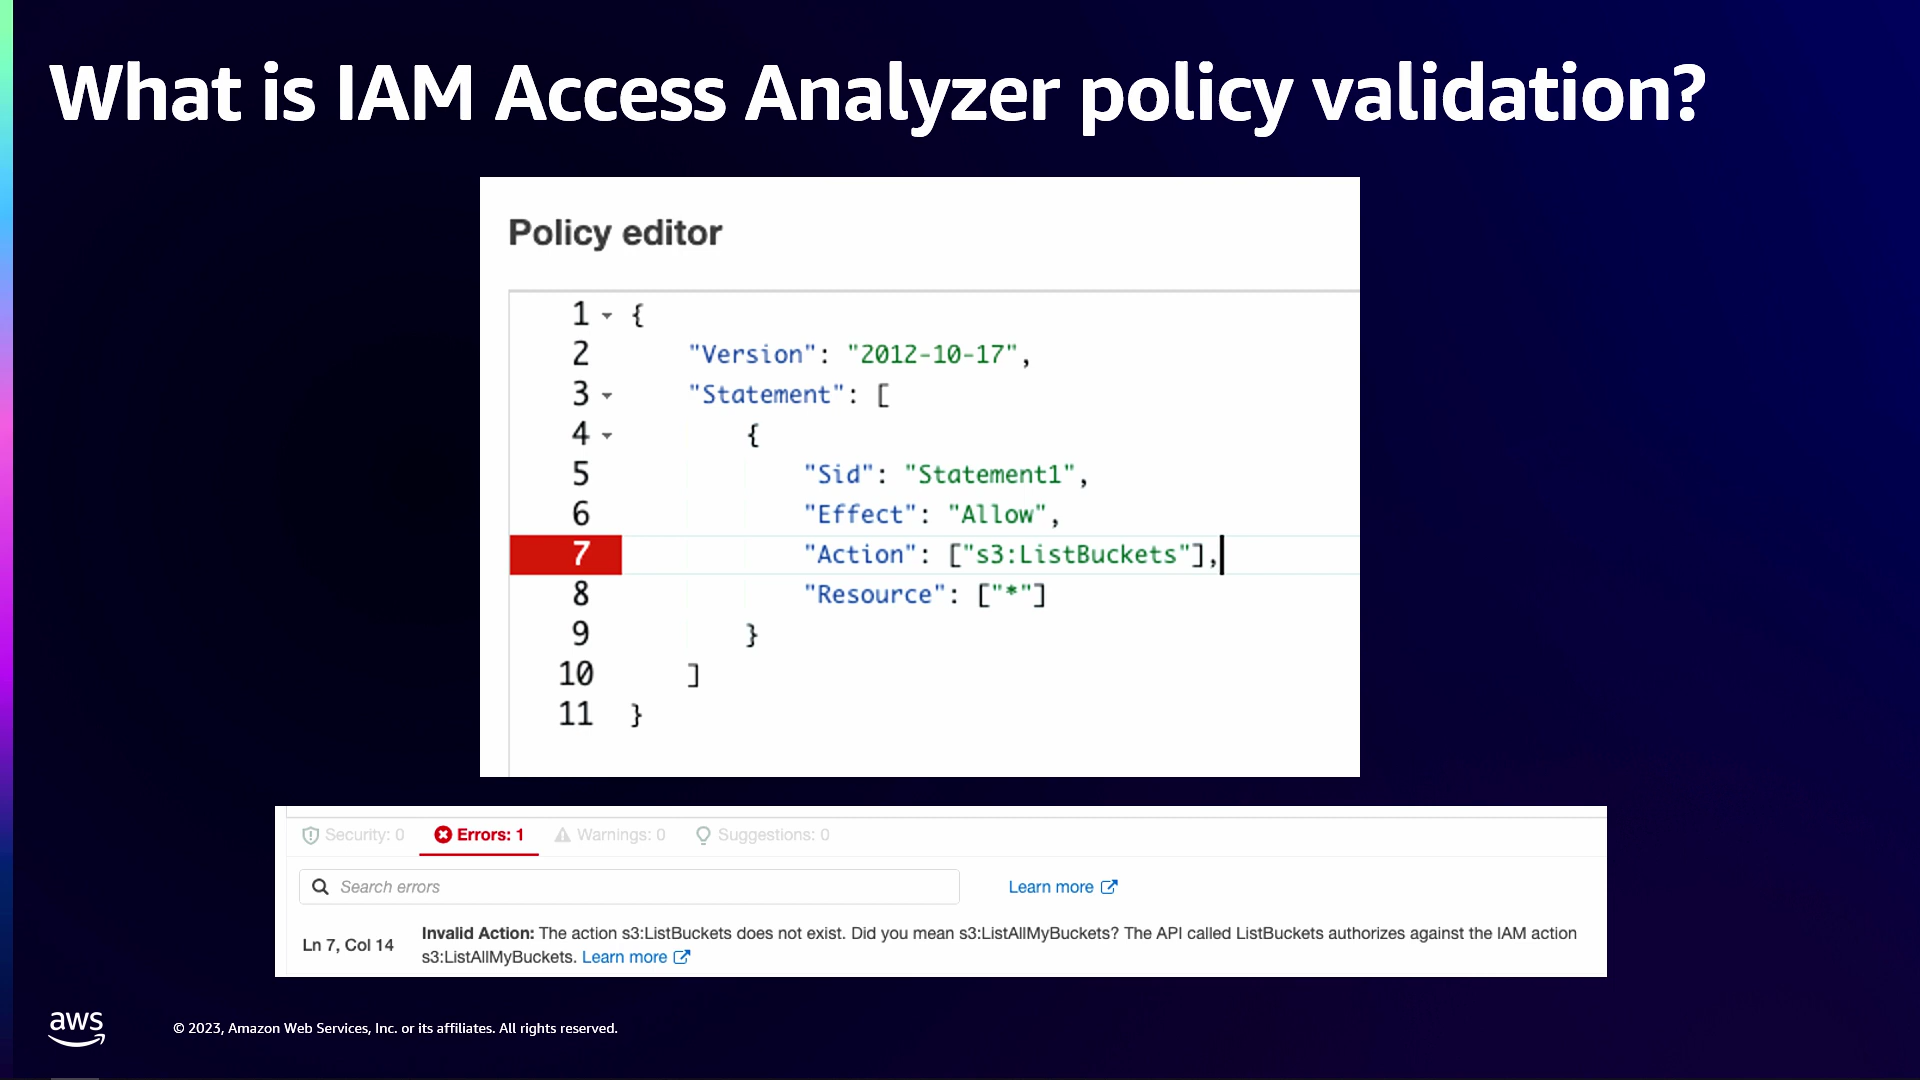 What is IAM Access Analyzer policy validation?
Policy editor
1 {
2 "Version": "2012-10-17",
3 "Statement": [
4 {
5 "Sid": "Statement1",
6 "Effect": "Allow",
7 "Action": ["s3:ListBuckets"],
8 "Resource": ["*"]
9 }
10 ]
11 }
Security: 0 Errors: 1 Warnings: 0 Suggestions: 0
Search errors Learn more
Ln 7, Col 14
Invalid Action: The action s3:ListBuckets does not exist. Did you mean s3:ListAllMyBuckets? The API called ListBuckets authorizes against the IAM action
s3:ListAllMyBuckets. Learn more
aws
© 2023, Amazon Web Services, Inc. or its affiliates. All rights reserved.